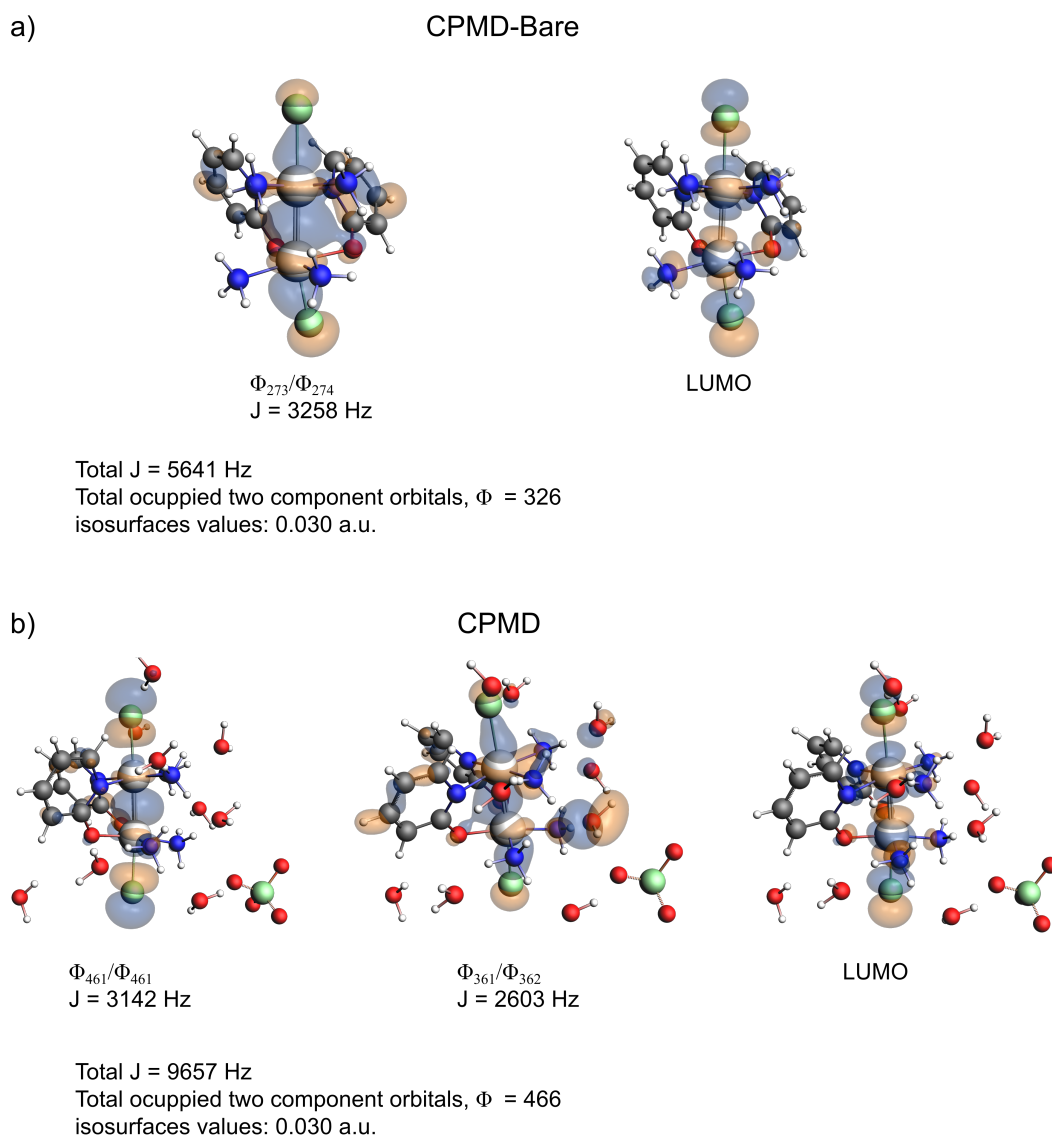 a)
CPMD-Bare
Φ273/Φ274
J = 3258 Hz
LUMO
Total J = 5641 Hz
Total ocuppied two component orbitals, Φ = 326
isosurfaces values: 0.030 a.u.
b)
CPMD
Φ461/Φ461
J = 3142 Hz
Φ361/Φ362
J = 2603 Hz
LUMO
Total J = 9657 Hz
Total ocuppied two component orbitals, Φ = 466
isosurfaces values: 0.030 a.u.